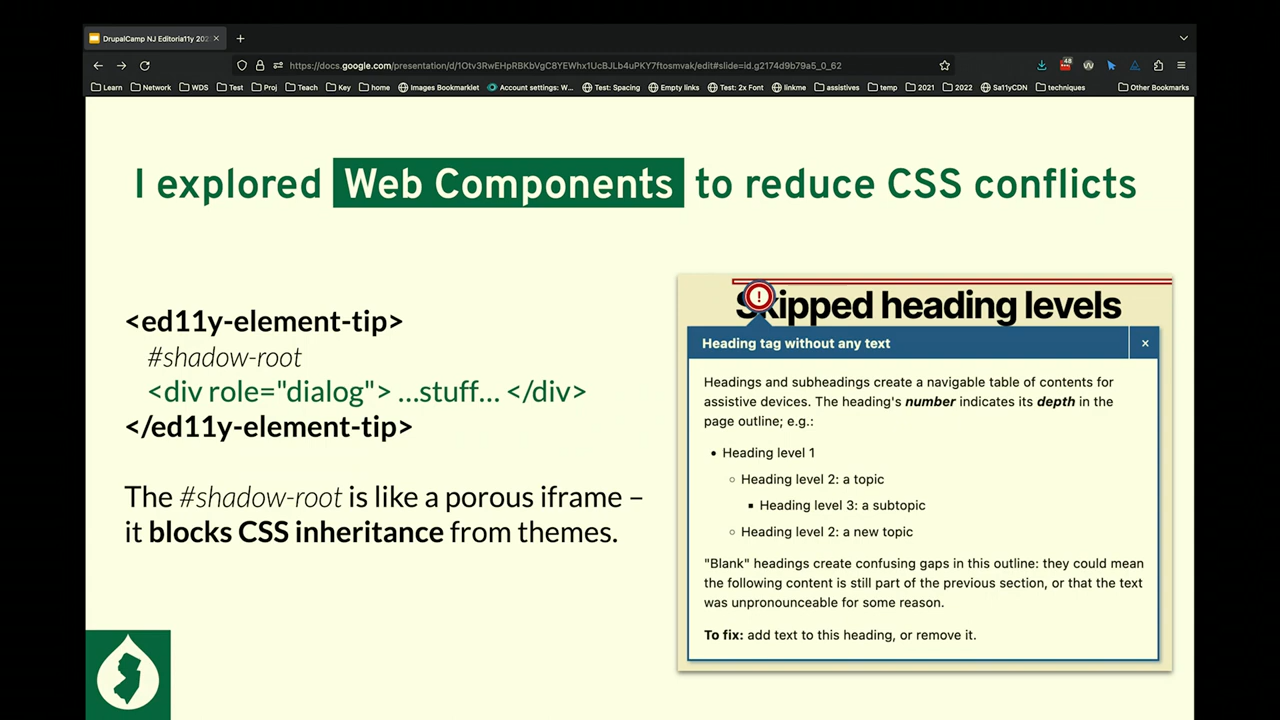 DrupalCamp NJ Editoria11y 202
https://docs.google.com/presentation/d/1Otv3RwEHpRBKbVgC8YEWhx1UcBJLb4uPKY7ftosmvak/edit#slide=id.g2174d9b79a5_0_62
48
Learn Network WDS Test Proj Teach Key home Images Bookmarklet Account settings: W... Test: Spacing Empty links Test: 2x Font linkme assistives temp 2021 2022 Sa11yCDN techniques Other Bookmarks
I explored Web Components to reduce CSS conflicts
<ed11y-element-tip>
#shadow-root
<div role="dialog"> ...stuff... </div>
</ed11y-element-tip>
The #shadow-root is like a porous iframe –
it blocks CSS inheritance from themes.
Skipped heading levels
Heading tag without any text
Headings and subheadings create a navigable table of contents for
assistive devices. The heading's number indicates its depth in the
page outline; e.g.:
Heading level 1
Heading level 2: a topic
Heading level 3: a subtopic
Heading level 2: a new topic
"Blank" headings create confusing gaps in this outline: they could mean
the following content is still part of the previous section, or that the text
was unpronounceable for some reason.
To fix: add text to this heading, or remove it.